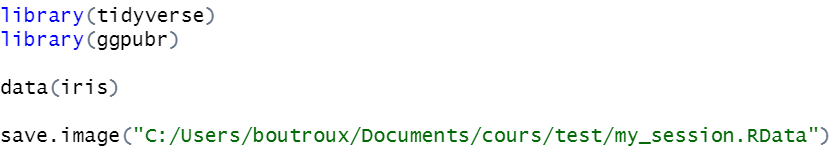 library(tidyverse)
library(ggpubr)
data(iris)
save.image("C:/Users/boutroux/Documents/cours/test/my_session.RData")